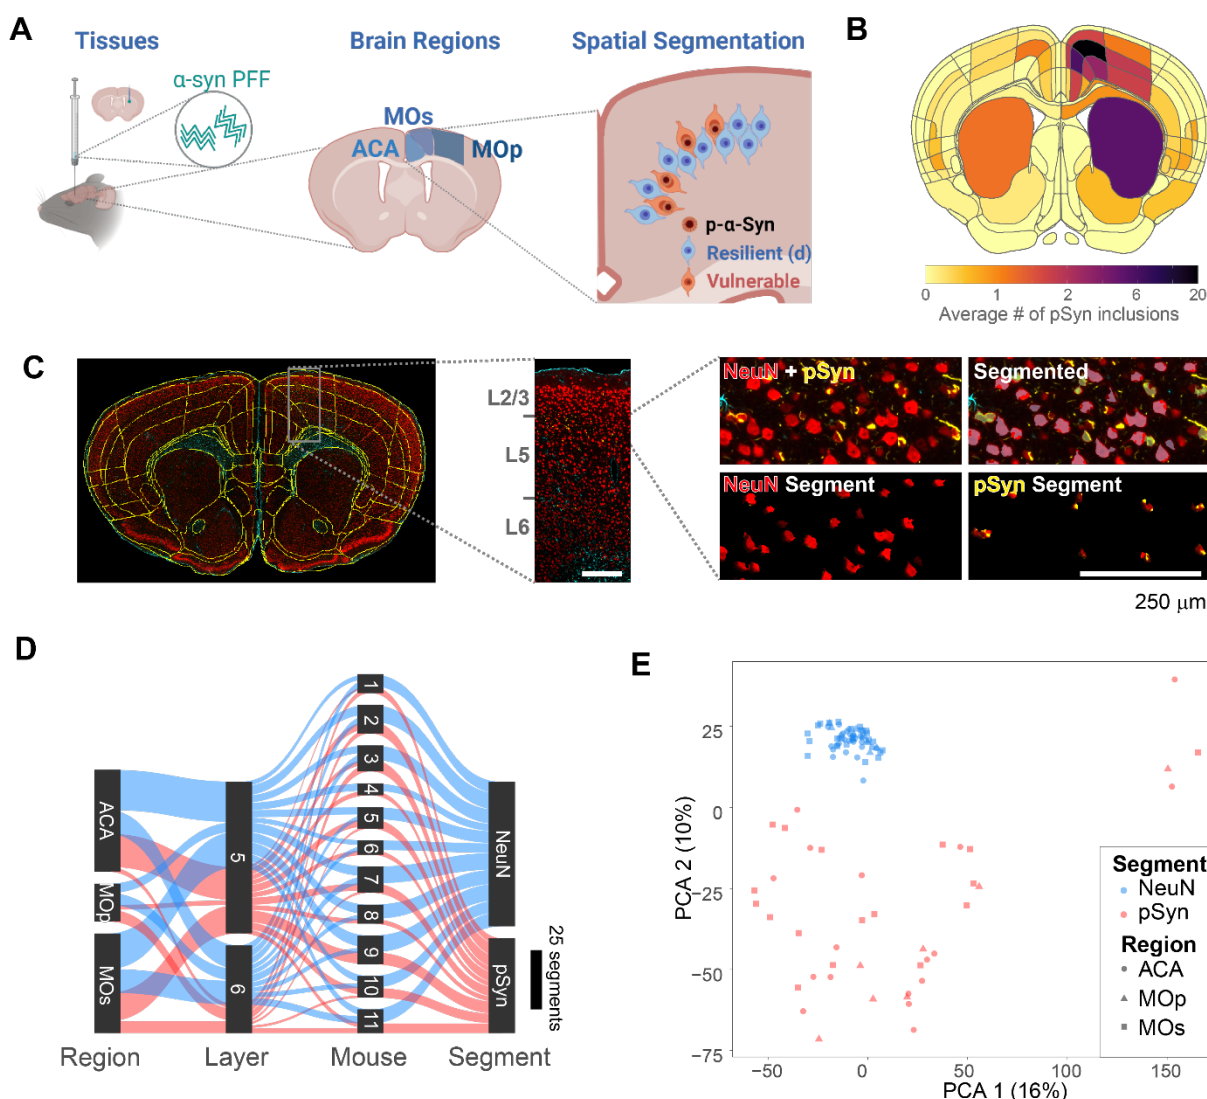 A
Tissues
Brain Regions
Spatial Segmentation
α-syn PFF
MOs
ACA
MOp
p-α-Syn
Resilient (d)
Vulnerable
B
0 1 2 6 20
Average # of pSyn inclusions
C
L2/3
L5
L6
NeuN + pSyn
Segmented
NeuN Segment
pSyn Segment
250 μm
D
ACA
MOp
MOs
5
6
1
2
3
4
5
6
7
8
9
10
11
NeuN
pSyn
25 segments
Region Layer Mouse Segment
E
25
0
−25
−50
−75
PCA 2 (10%)
−50 0 50 100 150
PCA 1 (16%)
Segment
NeuN
pSyn
Region
ACA
MOp
MOs